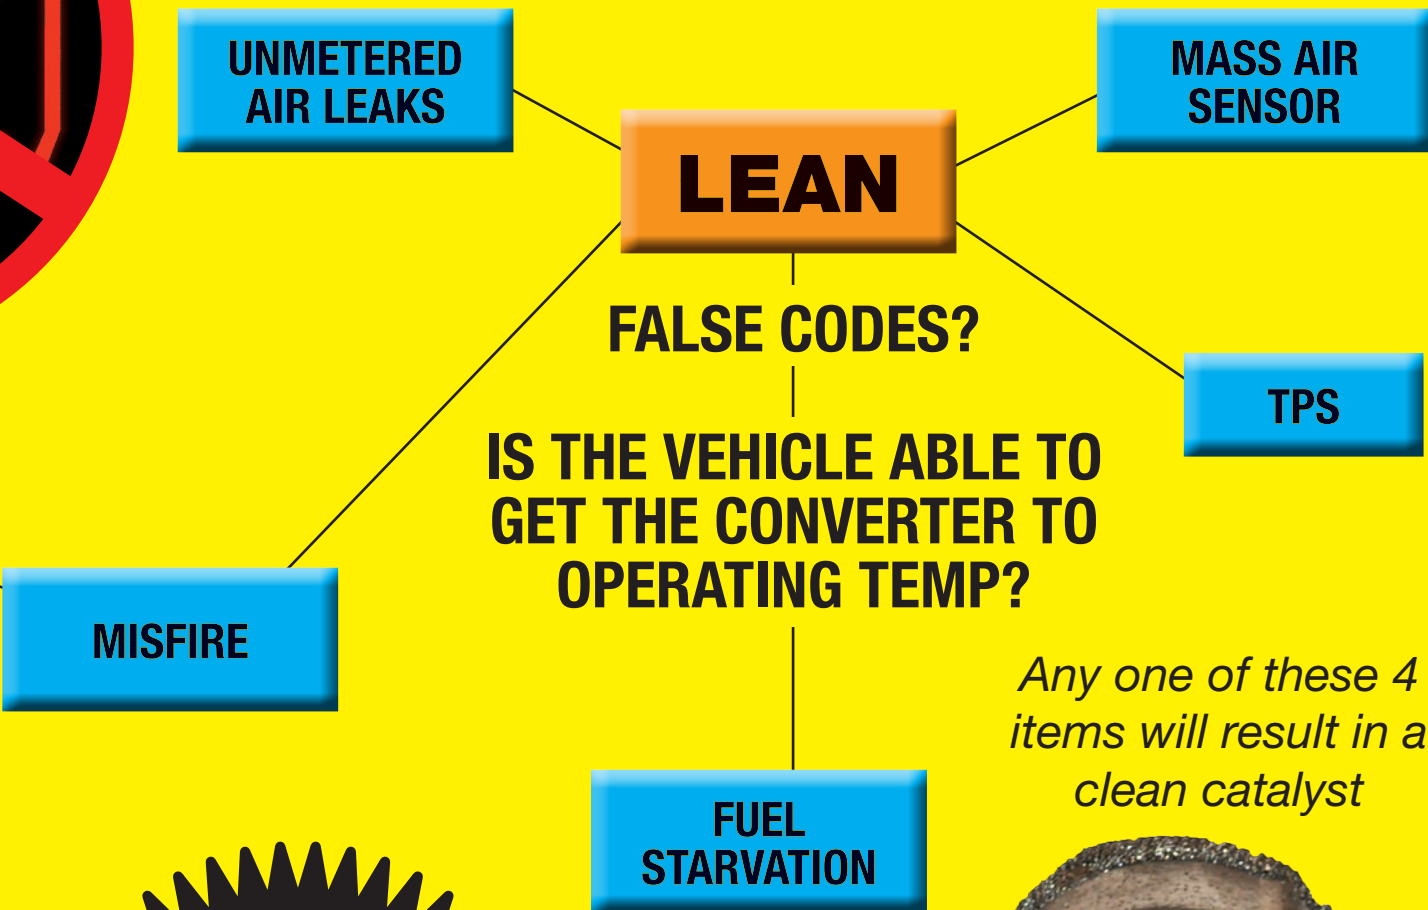 UNMETERED
AIR LEAKS
MASS AIR
SENSOR
LEAN
FALSE CODES?
TPS
IS THE VEHICLE ABLE TO
GET THE CONVERTER TO
OPERATING TEMP?
MISFIRE
Any one of these 4
items will result in a
clean catalyst
FUEL
STARVATION